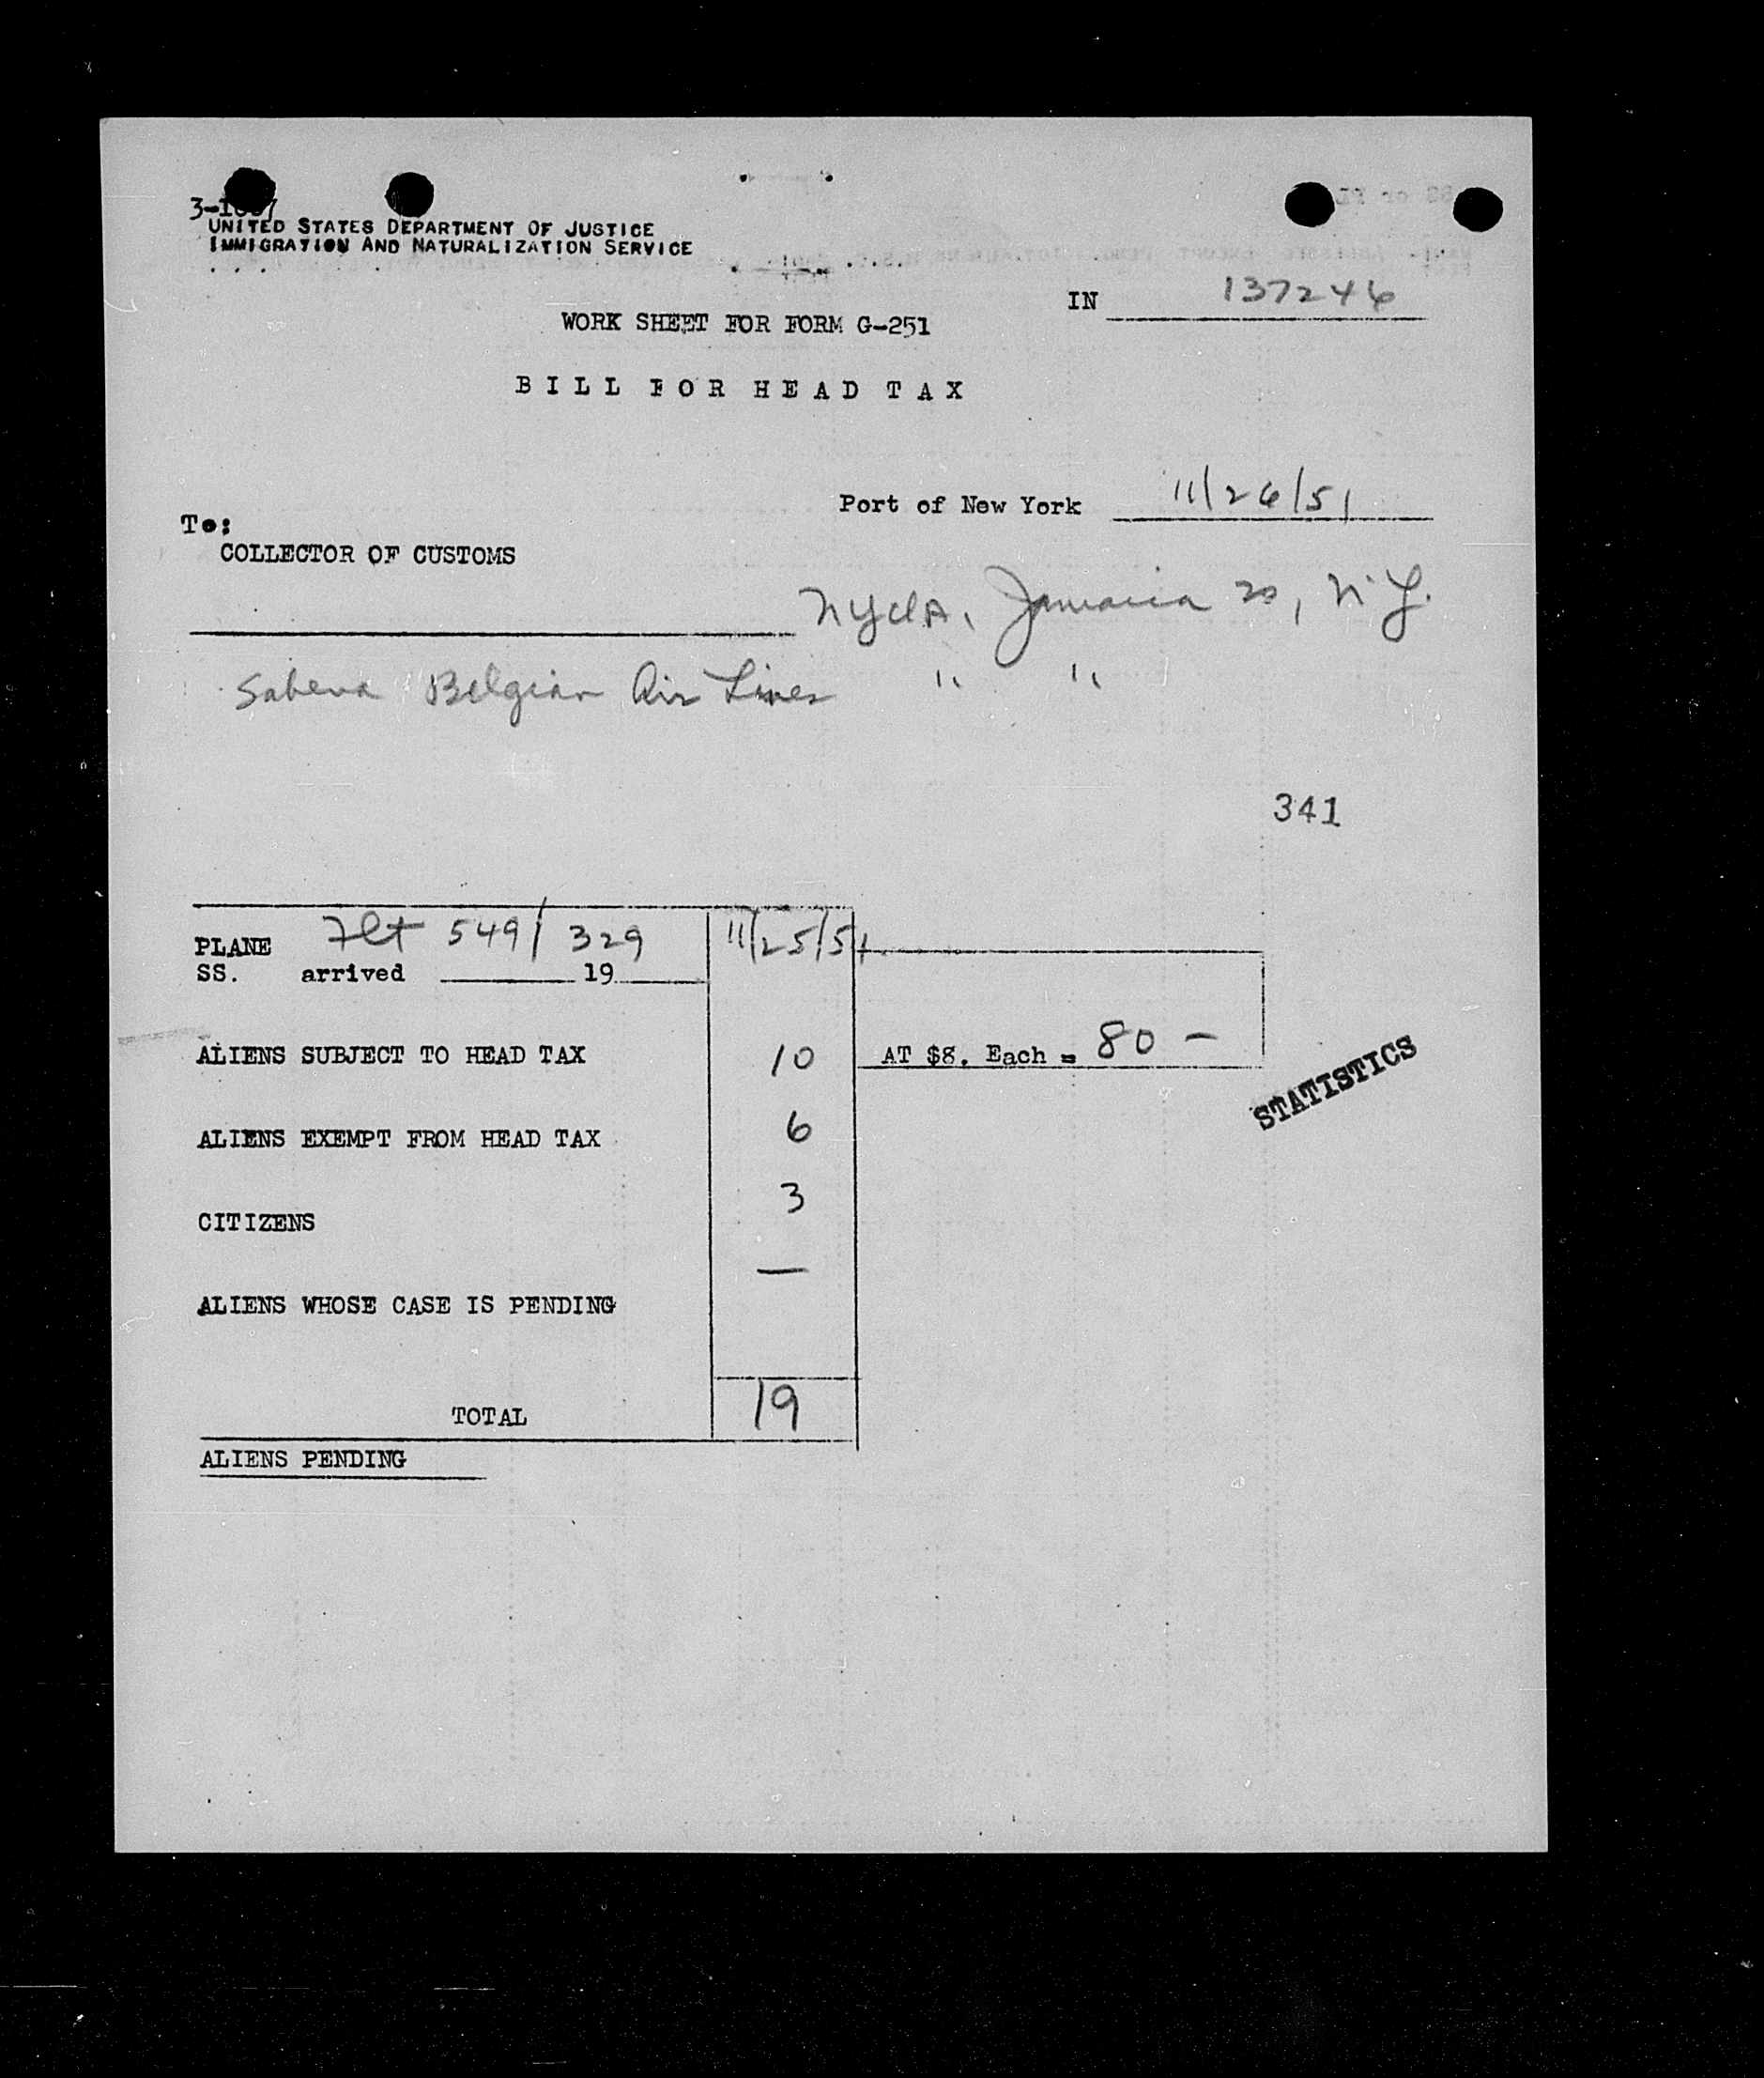 UNITED STATES DEPARTMENT OF JUSTICE
IMMIGRATION AND NATURALIZATION SERVICE
IN 137246
WORK SHEET FOR FORM G-251
BILL FOR HEAD TAX
Port of New York 11/26/51
To:
COLLECTOR OF CUSTOMS
NYIA, Jamaica 20, N.Y.
Sabena Belgian Air Lines " "
341
PLANE Flt 549/329 11/25/51
SS. arrived 19
ALIENS SUBJECT TO HEAD TAX 10 AT $8. Each = 80 -
STATISTICS
ALIENS EXEMPT FROM HEAD TAX 6
CITIZENS 3
ALIENS WHOSE CASE IS PENDING —
TOTAL 19
ALIENS PENDING